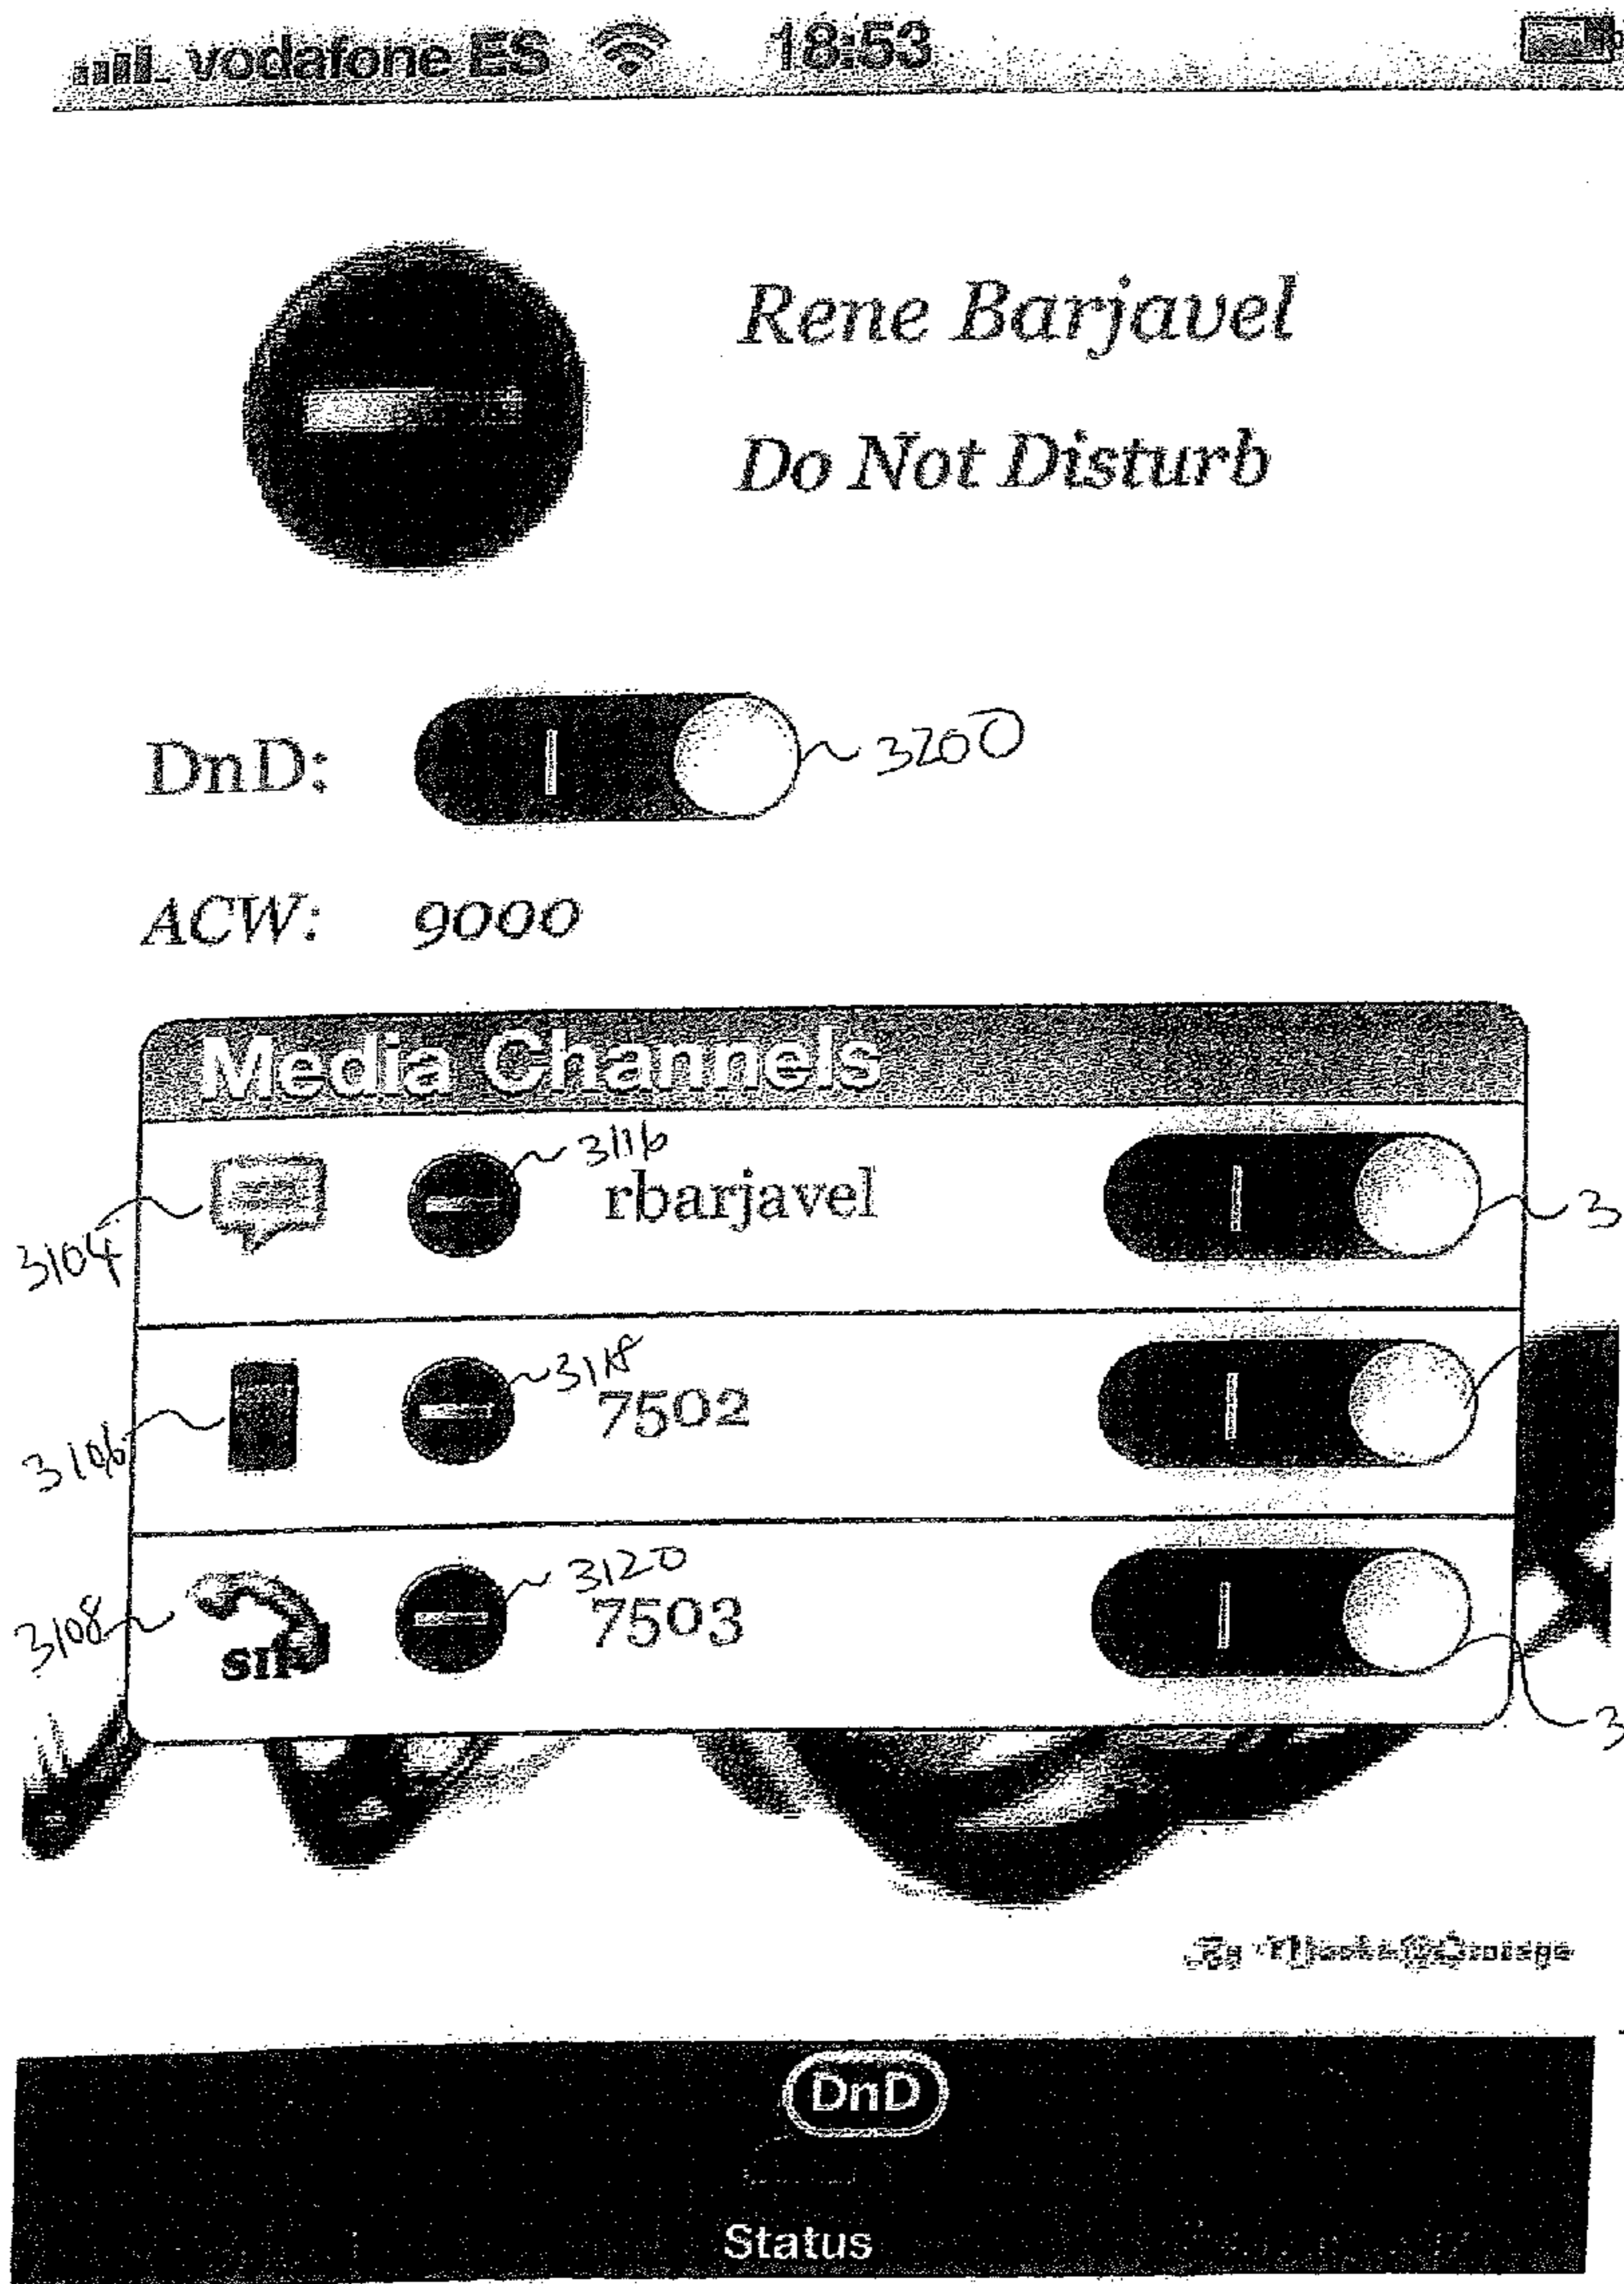 vodafone ES 18:53
Rene Barjavel
Do Not Disturb
DnD: 3200
ACW: 9000
Media Channels
3116
rbarjavel
3104
3118
7502
3106
3120
7503
3108
DnD
Status